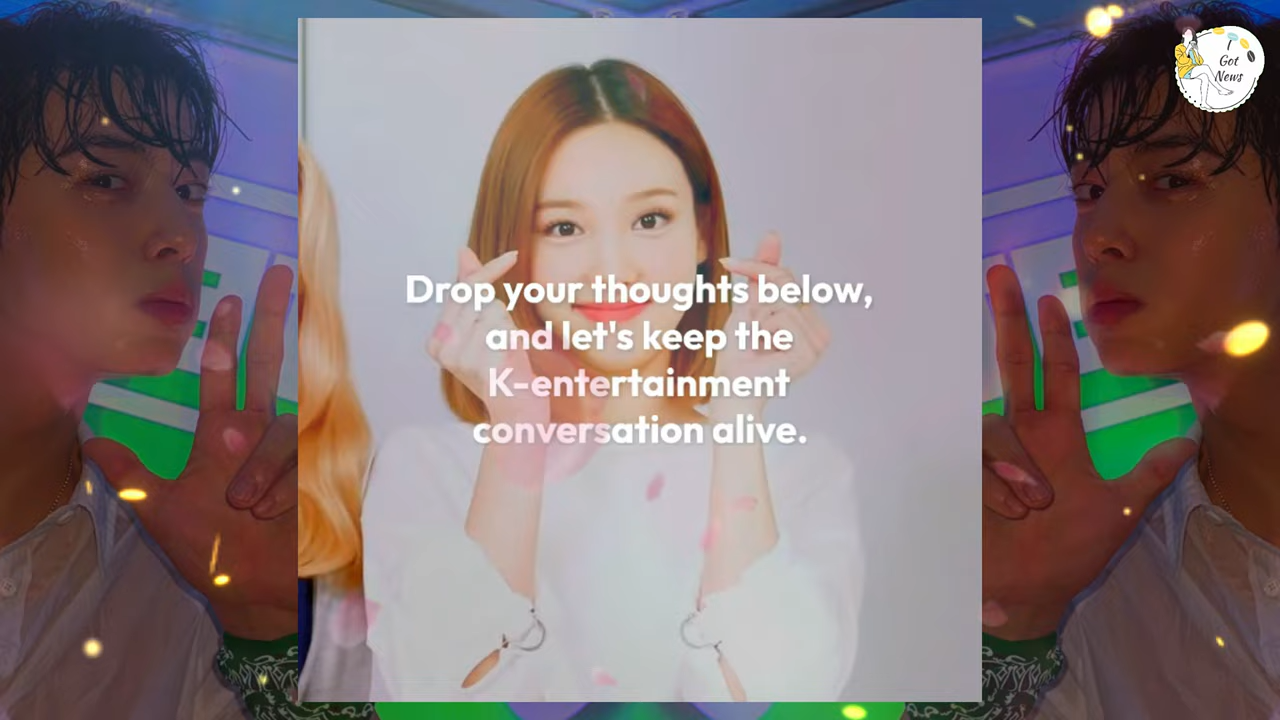 I
Got
News
Drop your thoughts below,
and let's keep the
K-entertainment
conversation alive.